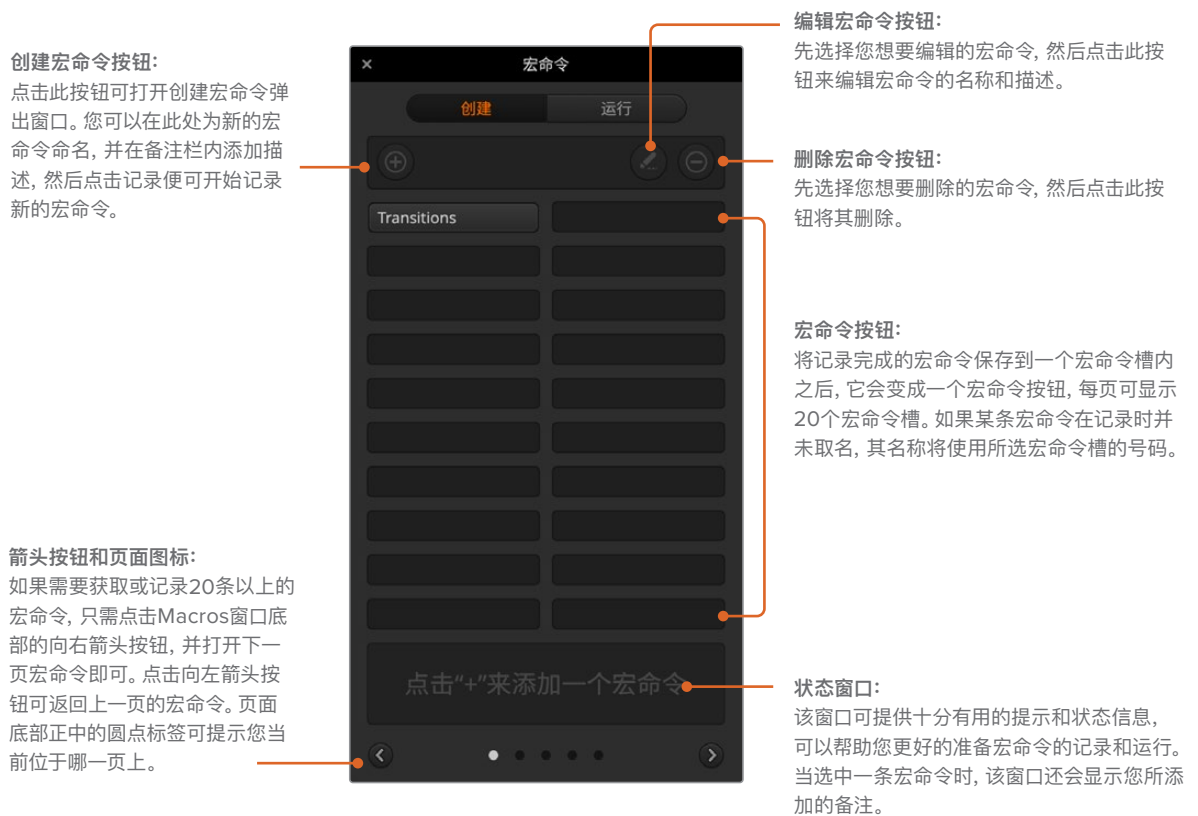 创建宏命令按钮：
点击此按钮可打开创建宏命令弹
出窗口。您可以在此处为新的宏
命令命名，并在备注栏内添加描
述，然后点击记录便可开始记录
新的宏命令。
箭头按钮和页面图标：
如果需要获取或记录20条以上的
宏命令，只需点击Macros窗口底
部的向右箭头按钮，并打开下一
页宏命令即可。点击向左箭头按
钮可返回上一页的宏命令。页面
底部正中的圆点标签可提示您当
前位于哪一页上。
× 宏命令
创建 运行
Transitions
点击“+”来添加一个宏命令
编辑宏命令按钮：
先选择您想要编辑的宏命令，然后点击此按
钮来编辑宏命令的名称和描述。
删除宏命令按钮：
先选择您想要删除的宏命令，然后点击此按
钮将其删除。
宏命令按钮：
将记录完成的宏命令保存到一个宏命令槽内
之后，它会变成一个宏命令按钮，每页可显示
20个宏命令槽。如果某条宏命令在记录时并
未取名，其名称将使用所选宏命令槽的号码。
状态窗口：
该窗口可提供十分有用的提示和状态信息，
可以帮助您更好的准备宏命令的记录和运行。
当选中一条宏命令时，该窗口还会显示您所添
加的备注。